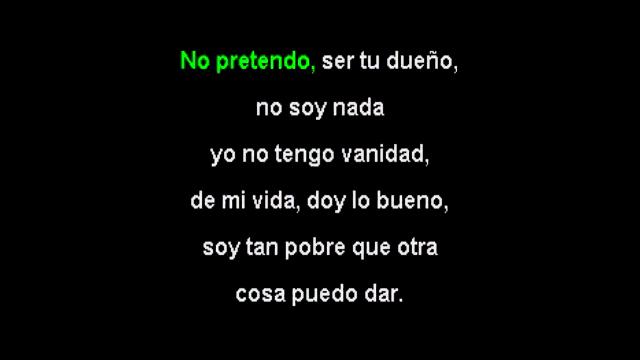 No pretendo, ser tu dueño,
no soy nada
yo no tengo vanidad,
de mi vida, doy lo bueno,
soy tan pobre que otra
cosa puedo dar.